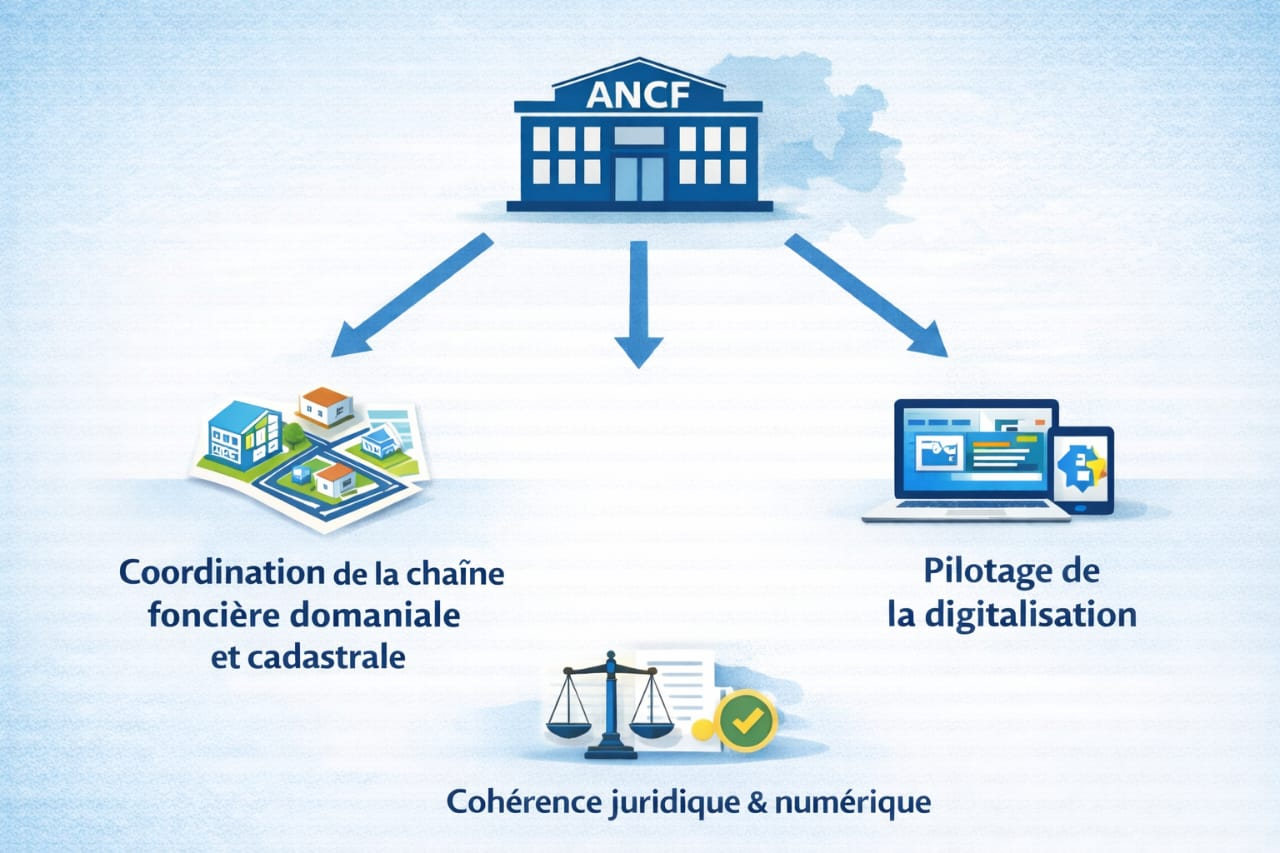 ANCF
Coordination de la chaîne
foncière domaniale
et cadastrale
Pilotage de
la digitalisation
Cohérence juridique & numérique